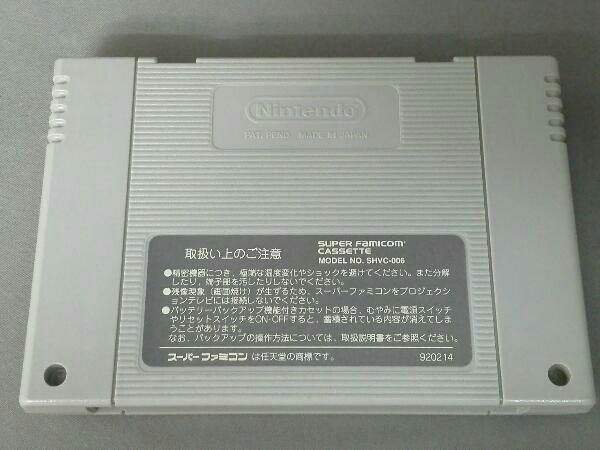 Nintendo
PAT. PEND. MADE IN JAPAN
取扱い上のご注意
SUPER FAMICOM
CASSETTE
MODEL NO. SHVC-006
●精密機器につき、極端な温度変化やショックを避けてください。また分解
したり、端子部を汚したりしないでください。
●残像現象(画面焼け)が生ずるため、スーパーファミコンをプロジェクシ
ョンテレビには接続しないでください。
●バッテリーバックアップ機能付きカセットの場合、むやみに電源スイッチ
やリセットスイッチをON-OFFすると、蓄積されている内容が消えてしま
うことがあります。
なお、バックアップの操作方法については、取扱説明書をご参照ください。
スーパーファミコン は任天堂の商標です。
920214